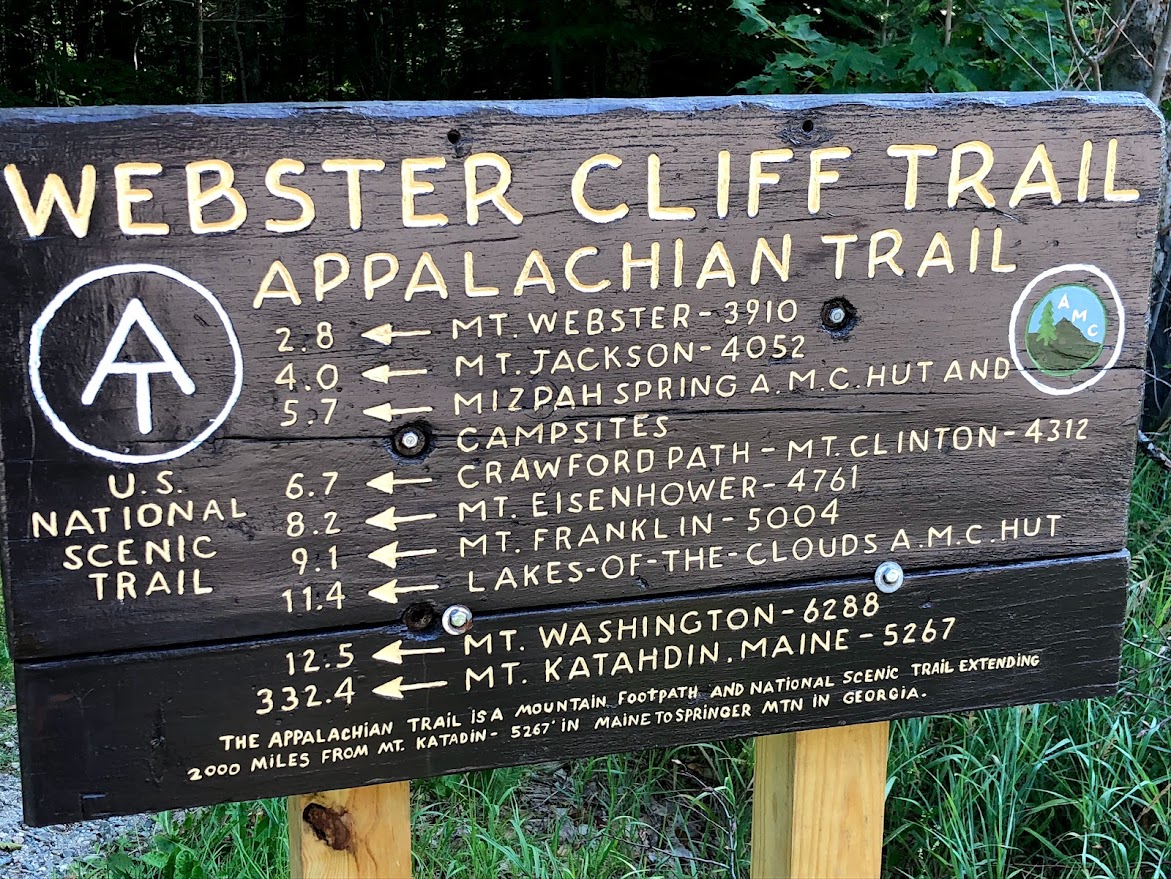 WEBSTER CLIFF TRAIL
APPALACHIAN TRAIL
AT
U.S.
NATIONAL
SCENIC
TRAIL
AMC
2.8 ← MT. WEBSTER - 3910
4.0 ← MT. JACKSON - 4052
5.7 ← MIZPAH SPRING A.M.C. HUT AND
CAMPSITES
6.7 ← CRAWFORD PATH - MT. CLINTON - 4312
8.2 ← MT. EISENHOWER - 4761
9.1 ← MT. FRANKLIN - 5004
11.4 ← LAKES-OF-THE-CLOUDS A.M.C. HUT
12.5 ← MT. WASHINGTON - 6288
332.4 ← MT. KATAHDIN. MAINE - 5267
THE APPALACHIAN TRAIL IS A MOUNTAIN FOOTPATH AND NATIONAL SCENIC TRAIL EXTENDING
2000 MILES FROM MT. KATADIN - 5267' IN MAINE TO SPRINGER MTN IN GEORGIA.